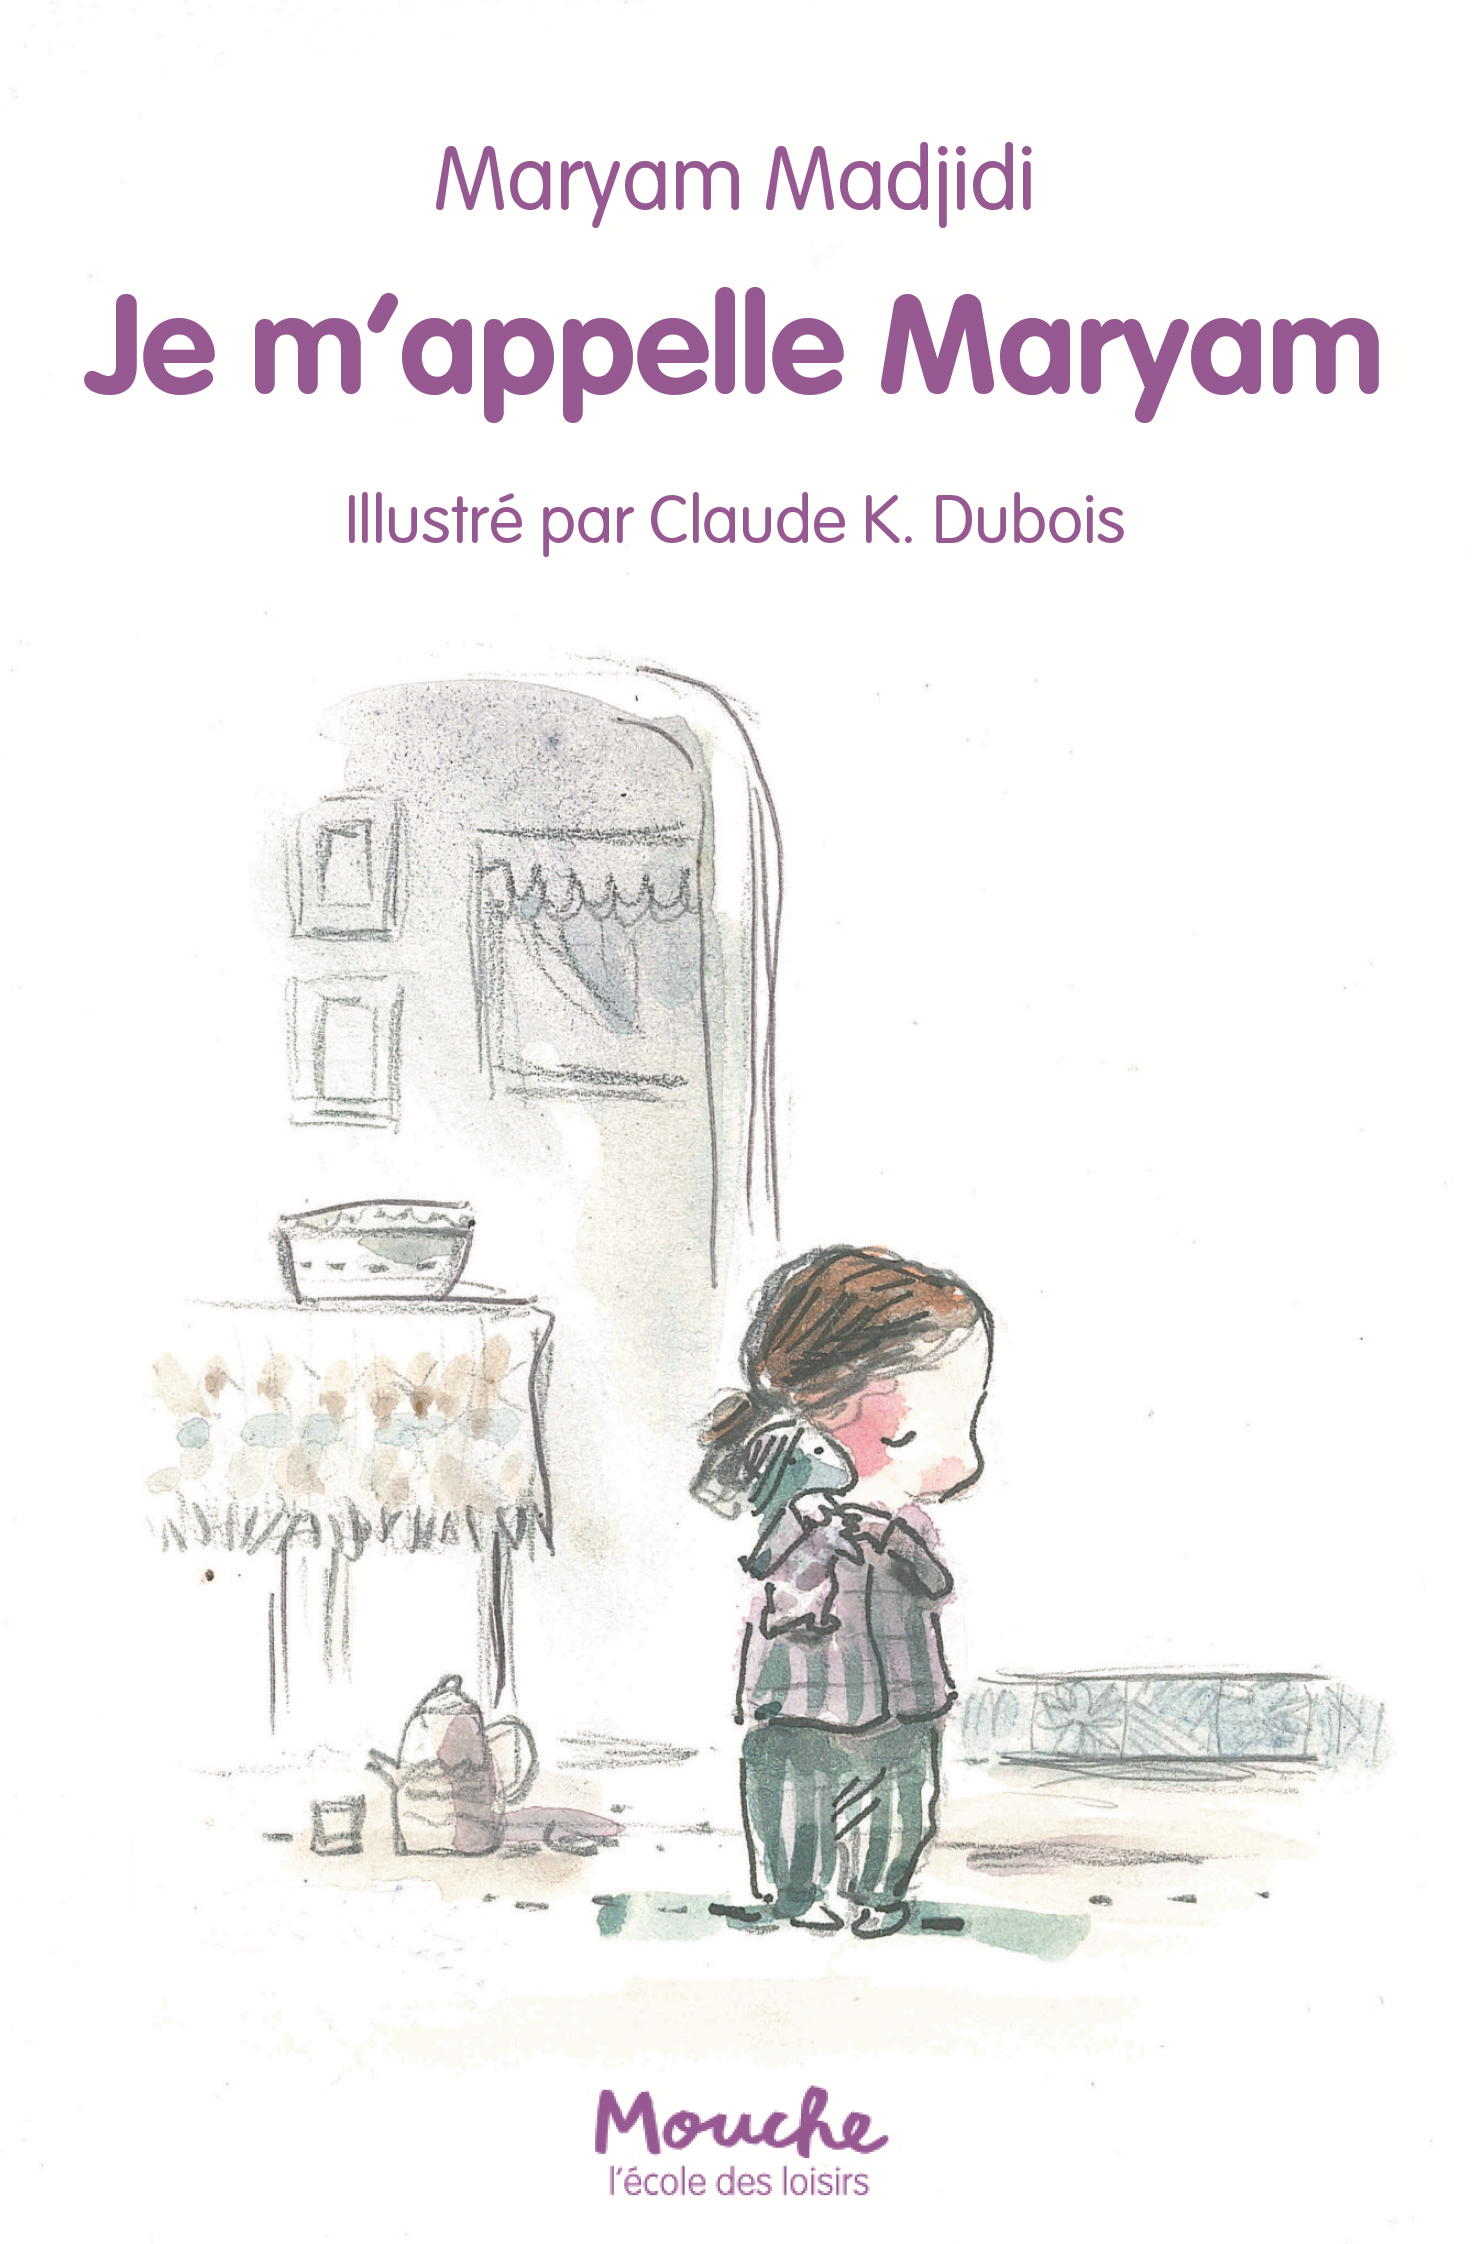 Maryam Madjidi
Je m’appelle Maryam
Illustré par Claude K. Dubois
Mouche
l’école des loisirs